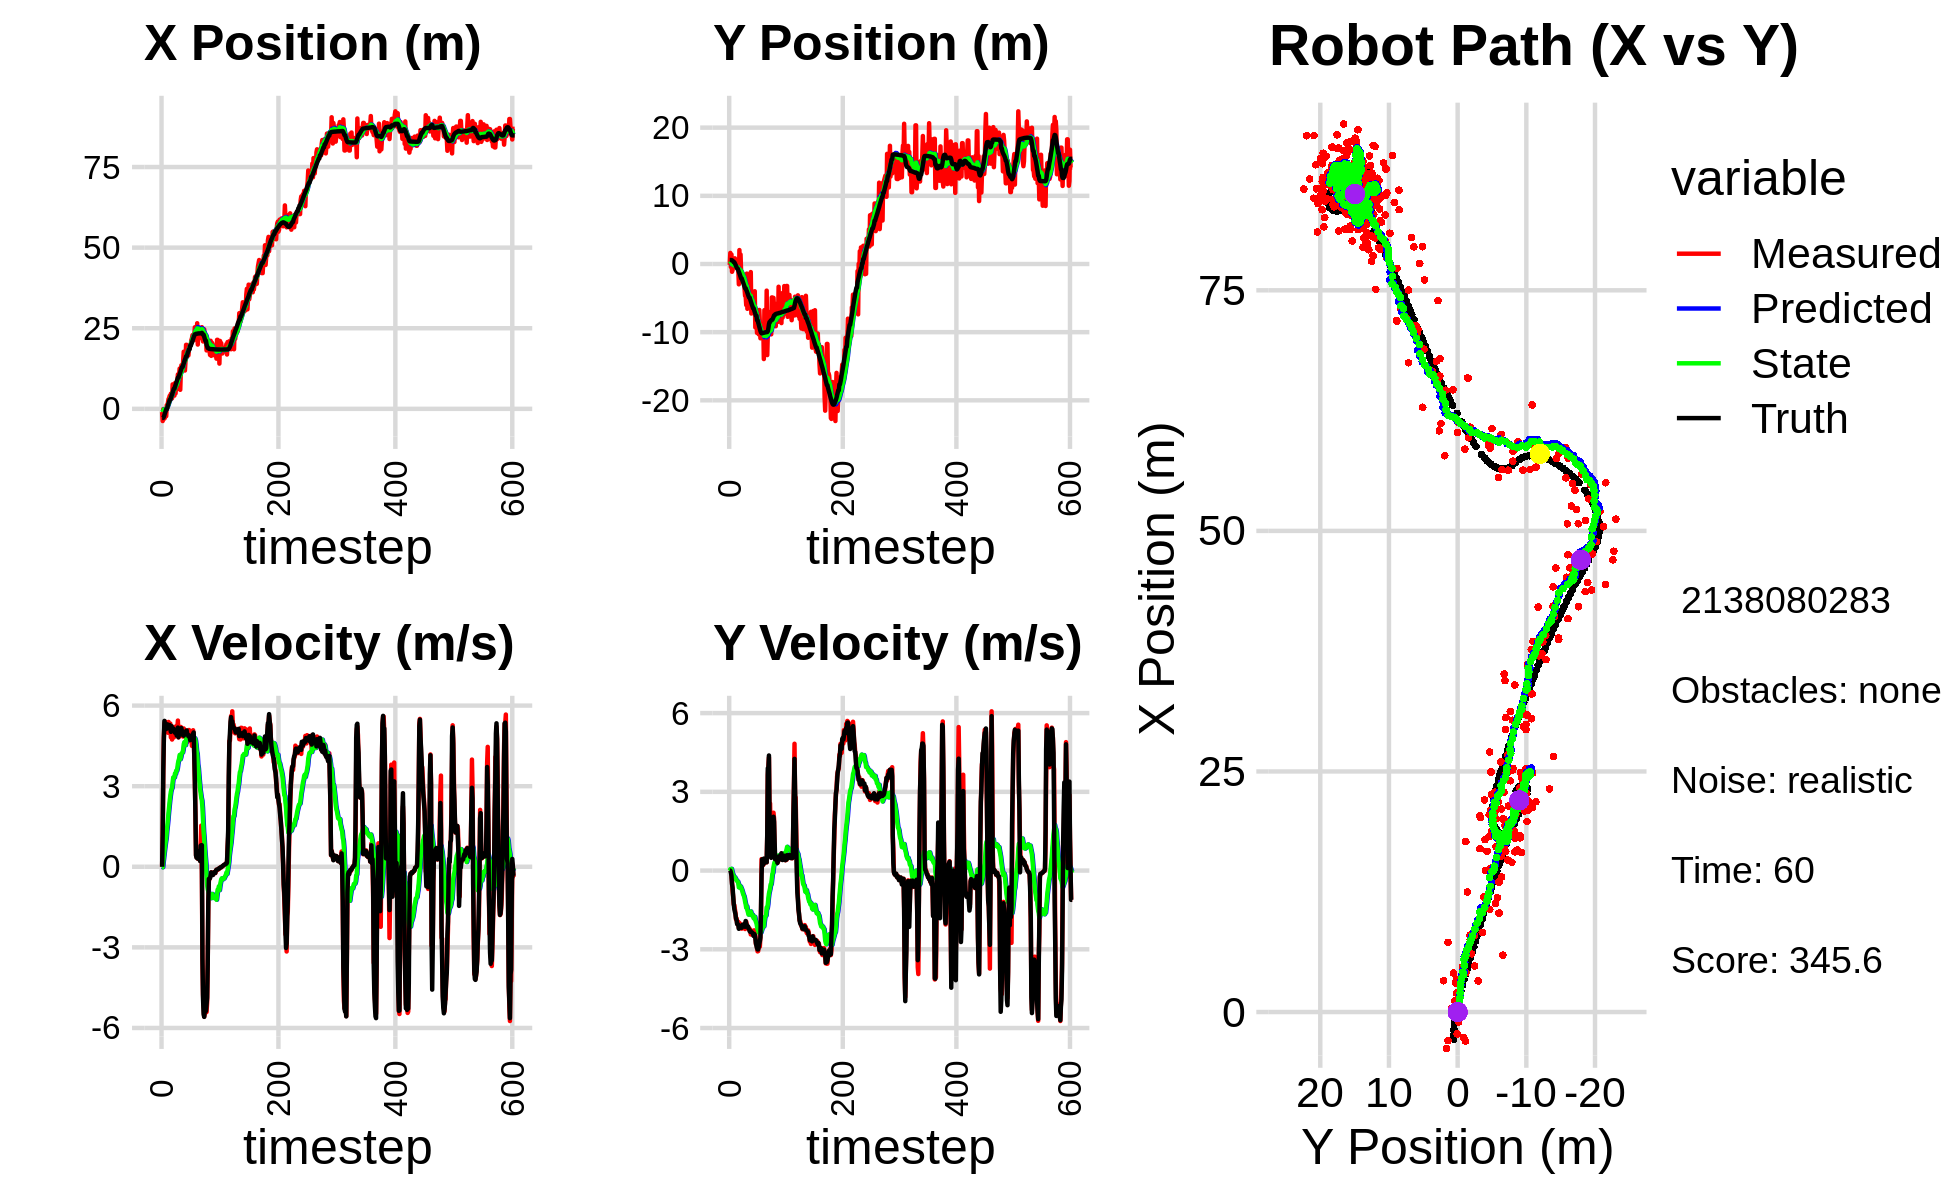 X Position (m)
75
50
25
0
0
200
400
600
timestep
Y Position (m)
20
10
0
-10
-20
0
200
400
600
timestep
X Velocity (m/s)
6
3
0
-3
-6
0
200
400
600
timestep
Y Velocity (m/s)
6
3
0
-3
-6
0
200
400
600
timestep
Robot Path (X vs Y)
X Position (m)
75
50
25
0
20 10 0 -10 -20
Y Position (m)
variable
Measured
Predicted
State
Truth
2138080283
Obstacles: none
Noise: realistic
Time: 60
Score: 345.6